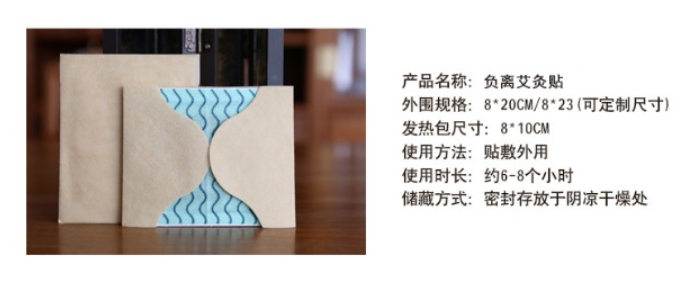 产品名称: 负离艾灸贴
外围规格: 8*20CM/8*23(可定制尺寸)
发热包尺寸: 8*10CM
使用方法: 贴敷外用
使用时长: 约6-8个小时
储藏方式: 密封存放于阴凉干燥处